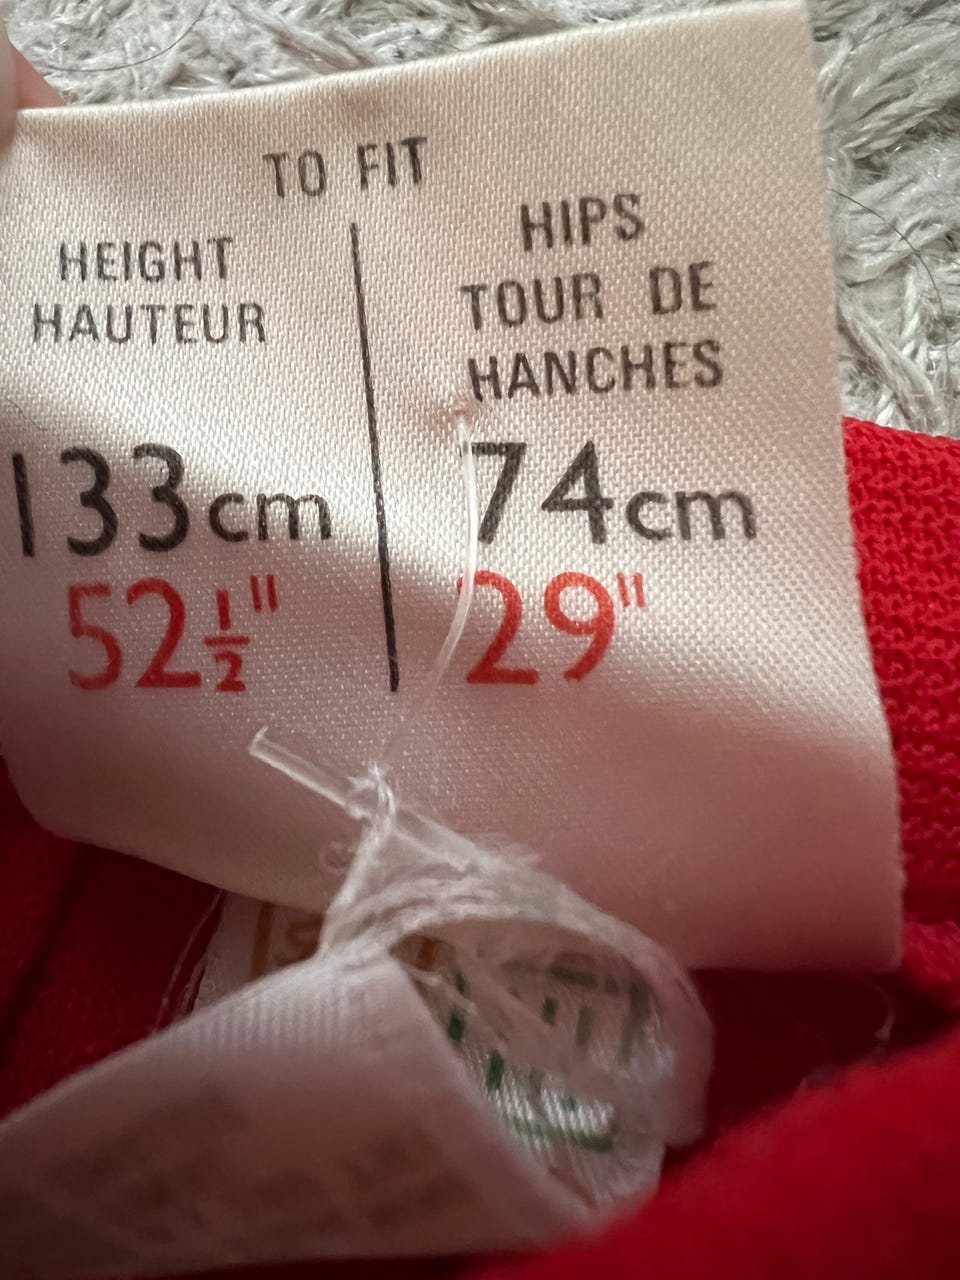 TO FIT
HEIGHT
HAUTEUR
133cm
52½"
HIPS
TOUR DE
HANCHES
74cm
29"